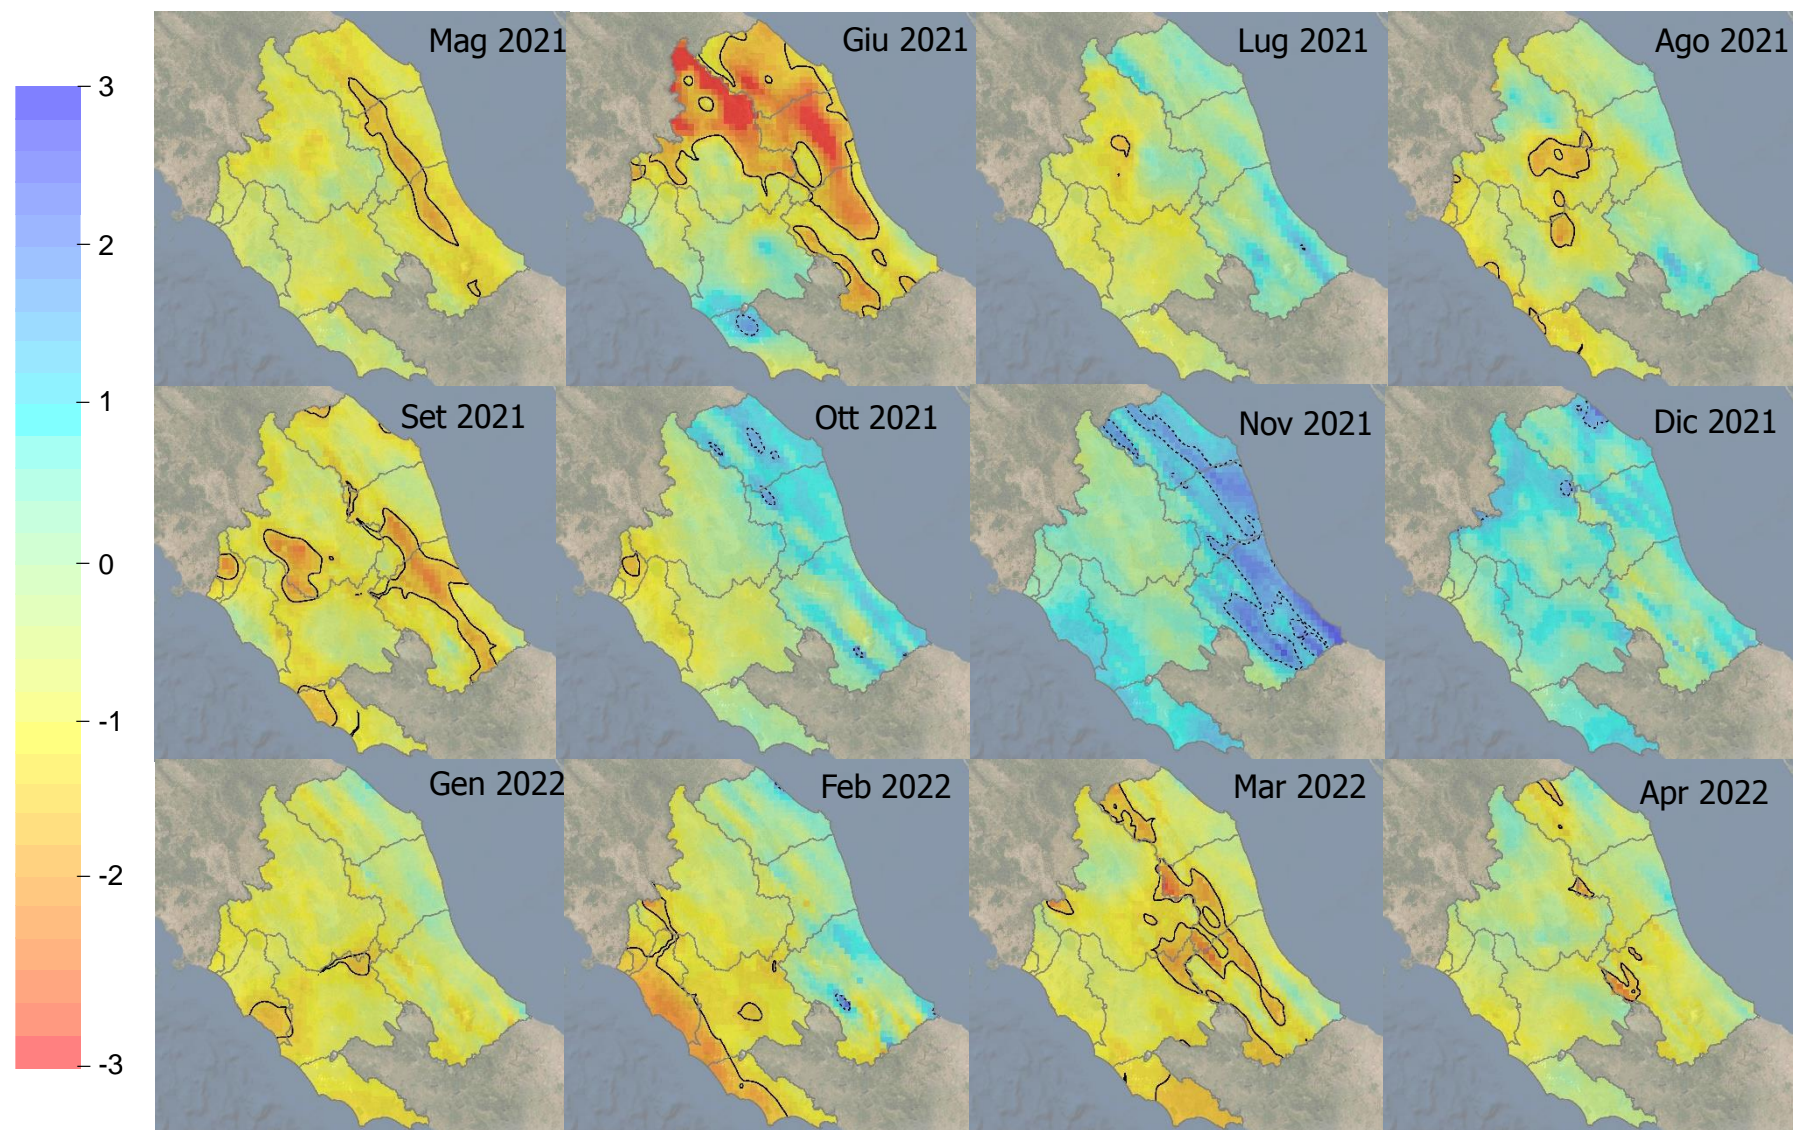 3
2
1
0
-1
-2
-3
Mag 2021
Giu 2021
Lug 2021
Ago 2021
Set 2021
Ott 2021
Nov 2021
Dic 2021
Gen 2022
Feb 2022
Mar 2022
Apr 2022